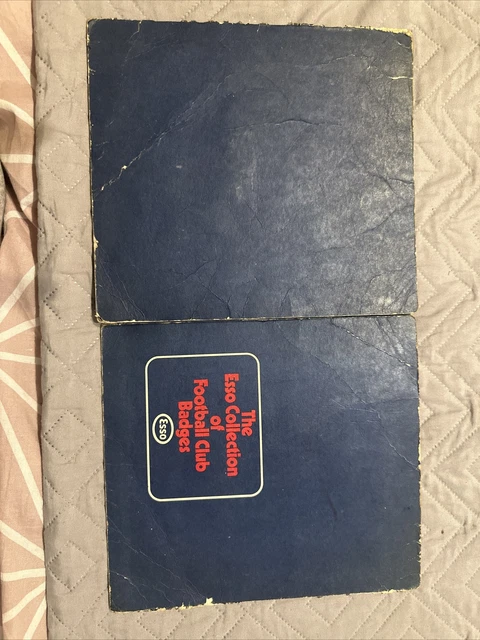 The
Esso Collection
of
Football Club
Badges
Esso